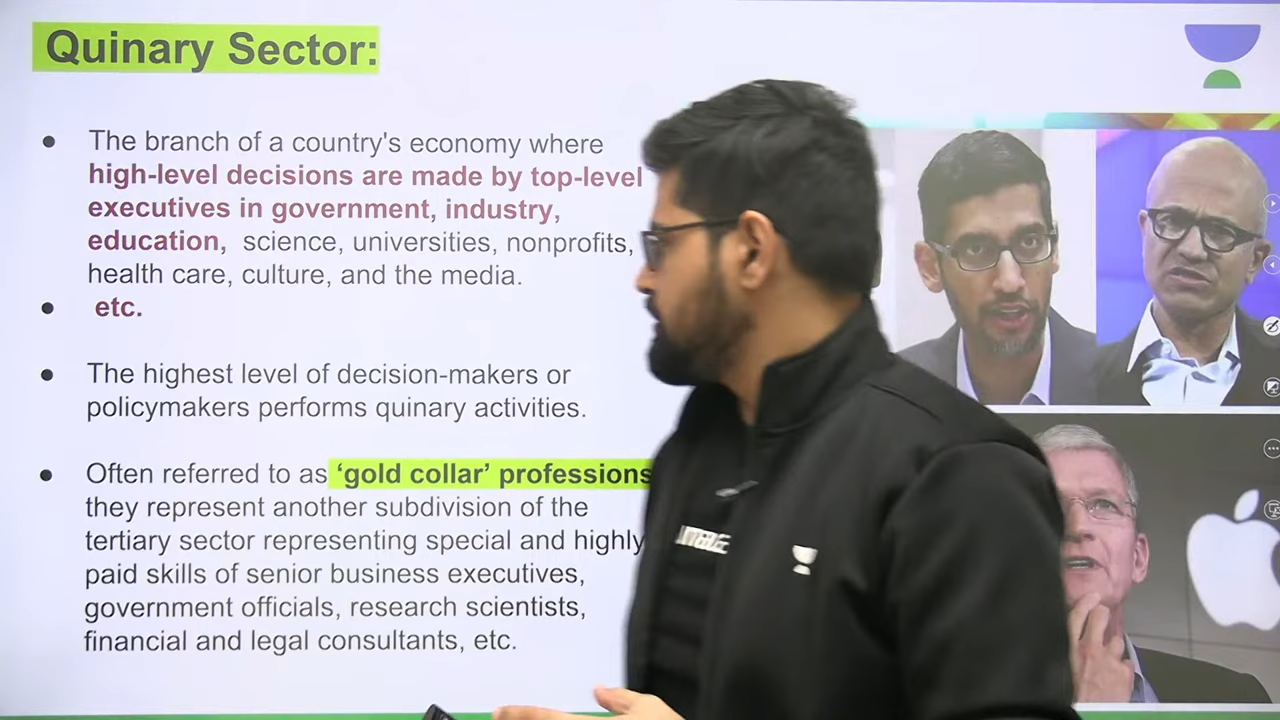 Quinary Sector:
• The branch of a country's economy where
high-level decisions are made by top-level
executives in government, industry,
education, science, universities, nonprofits,
health care, culture, and the media.
• etc.
• The highest level of decision-makers or
policymakers performs quinary activities.
• Often referred to as ‘gold collar’ professions
they represent another subdivision of the
tertiary sector representing special and highly
paid skills of senior business executives,
government officials, research scientists,
financial and legal consultants, etc.